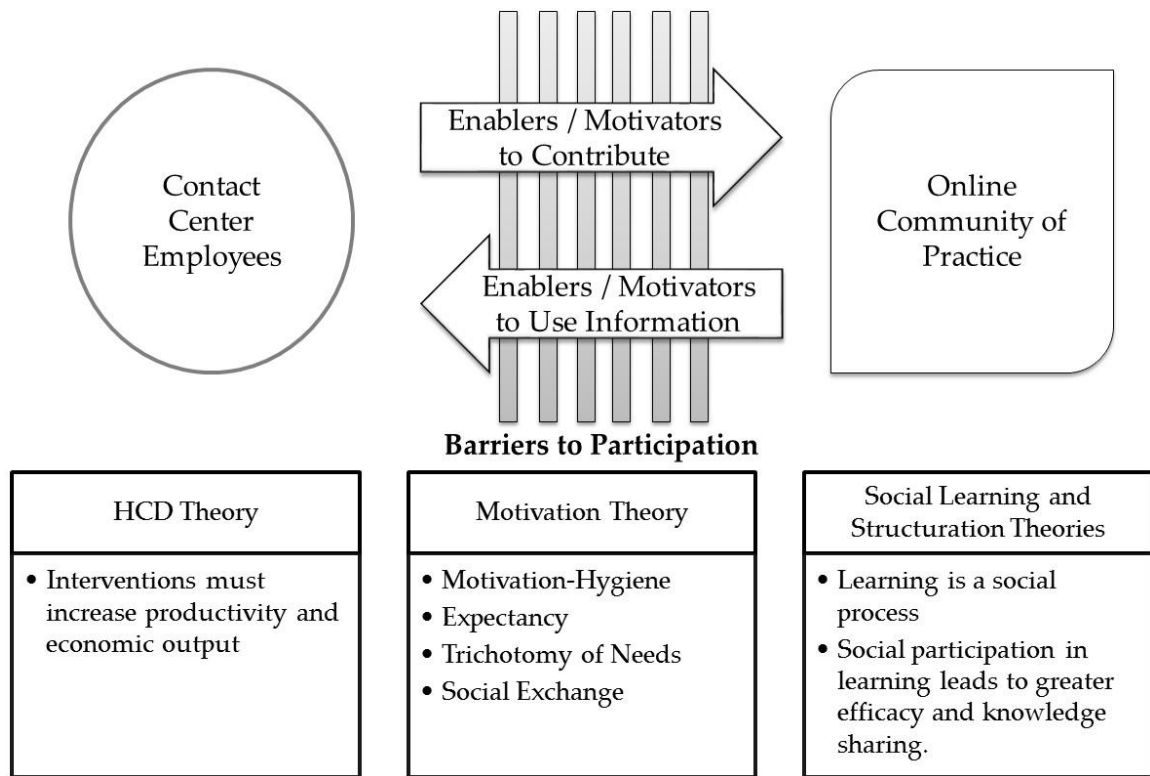 Contact
Center
Employees
Enablers / Motivators
to Contribute
Enablers / Motivators
to Use Information
Online
Community of
Practice
Barriers to Participation
HCD Theory
• Interventions must
increase productivity and
economic output
Motivation Theory
• Motivation-Hygiene
• Expectancy
• Trichotomy of Needs
• Social Exchange
Social Learning and
Structuration Theories
• Learning is a social
process
• Social participation in
learning leads to greater
efficacy and knowledge
sharing.